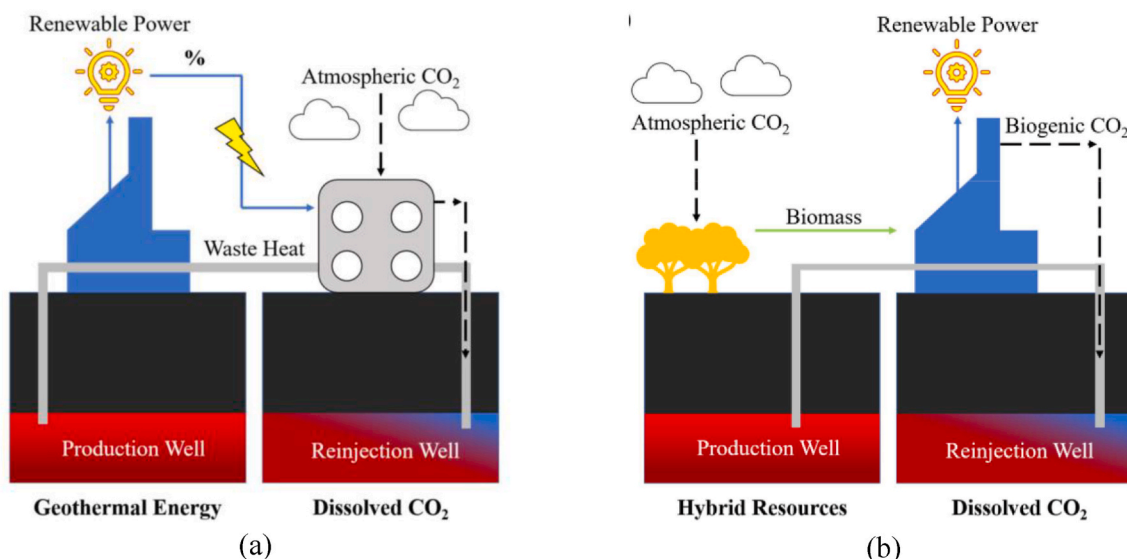 Renewable Power
%
Atmospheric CO₂
Waste Heat
Production Well
Reinjection Well
Geothermal Energy
Dissolved CO₂
(a)
)
Renewable Power
Atmospheric CO₂
Biogenic CO₂
Biomass
Production Well
Reinjection Well
Hybrid Resources
Dissolved CO₂
(b)